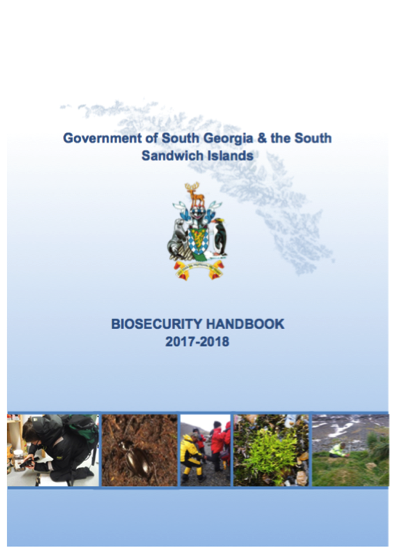 Government of South Georgia & the South
Sandwich Islands
BIOSECURITY HANDBOOK
2017-2018